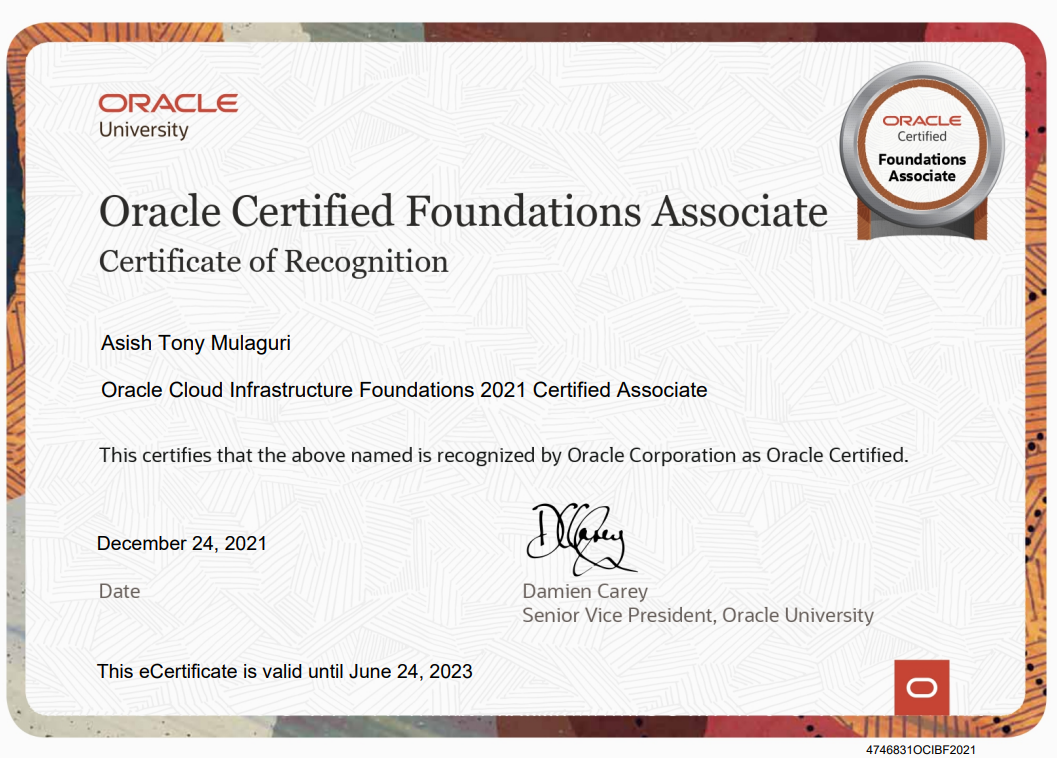 ORACLE
University
ORACLE
Certified
Foundations
Associate
Oracle Certified Foundations Associate
Certificate of Recognition
Asish Tony Mulaguri
Oracle Cloud Infrastructure Foundations 2021 Certified Associate
This certifies that the above named is recognized by Oracle Corporation as Oracle Certified.
December 24, 2021
Date
DCarey
Damien Carey
Senior Vice President, Oracle University
This eCertificate is valid until June 24, 2023
4746831OCIBF2021